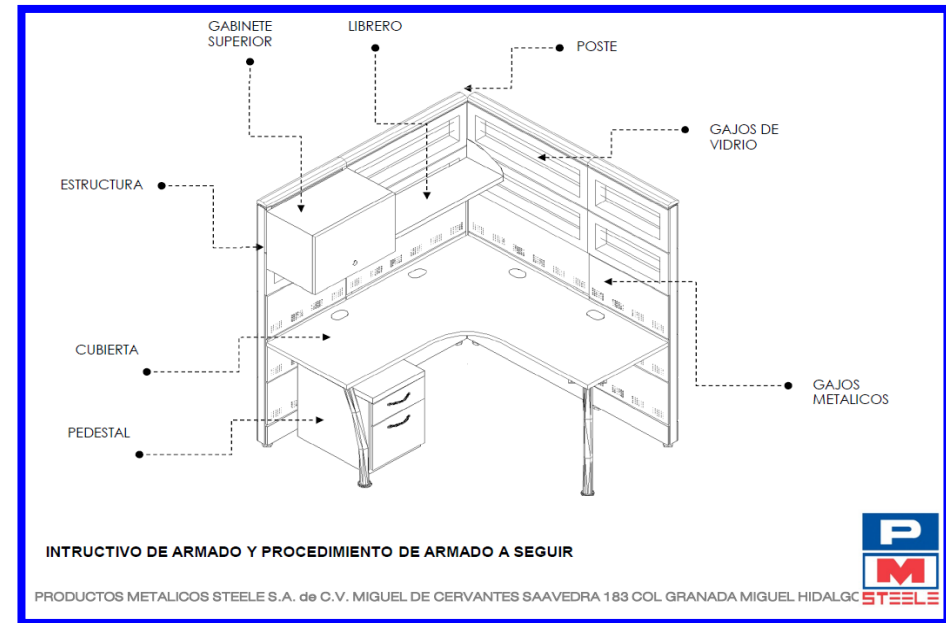 GABINETE
SUPERIOR
LIBRERO
POSTE
GAJOS DE
VIDRIO
ESTRUCTURA
CUBIERTA
GAJOS
METALICOS
PEDESTAL
INTRUCTIVO DE ARMADO Y PROCEDIMIENTO DE ARMADO A SEGUIR
PRODUCTOS METALICOS STEELE S.A. de C.V. MIGUEL DE CERVANTES SAAVEDRA 183 COL GRANADA MIGUEL HIDALGO
P
M
STEELE